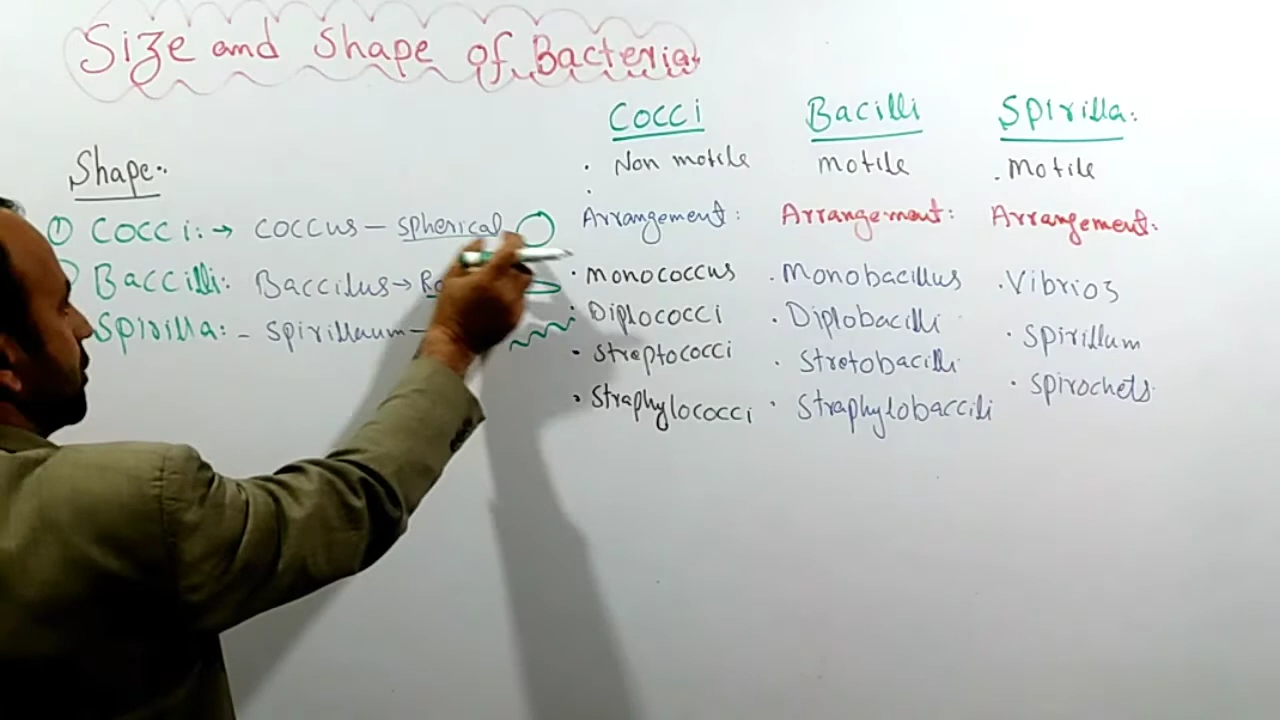 Size and Shape of Bacteria
Shape:
① Cocci:→ coccus – spherical
Baccilli: Baccilus→
Spirilla: - Spirillaum-
Cocci
. Non motile
Arrangement:
. monococcus
. Diplococci
. Streptococci
. Straphylococci
Bacilli
motile
Arrangement:
. Monobacillus
. Diplobacilli
. Stretobacilli
. Straphylobaccili
Spirilla:
. Motile
Arrangement:
. Vibrios
. Spirillum
. Spirochets